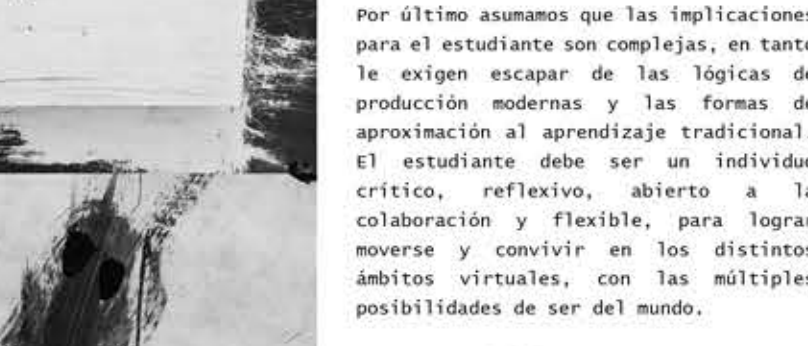 Por último asumamos que las implicaciones
para el estudiante son complejas, en tanto
le exigen escapar de las lógicas de
producción modernas y las formas de
aproximación al aprendizaje tradicional.
El estudiante debe ser un individuo
crítico, reflexivo, abierto a la
colaboración y flexible, para lograr
moverse y convivir en los distintos
ámbitos virtuales, con las múltiples
posibilidades de ser del mundo.